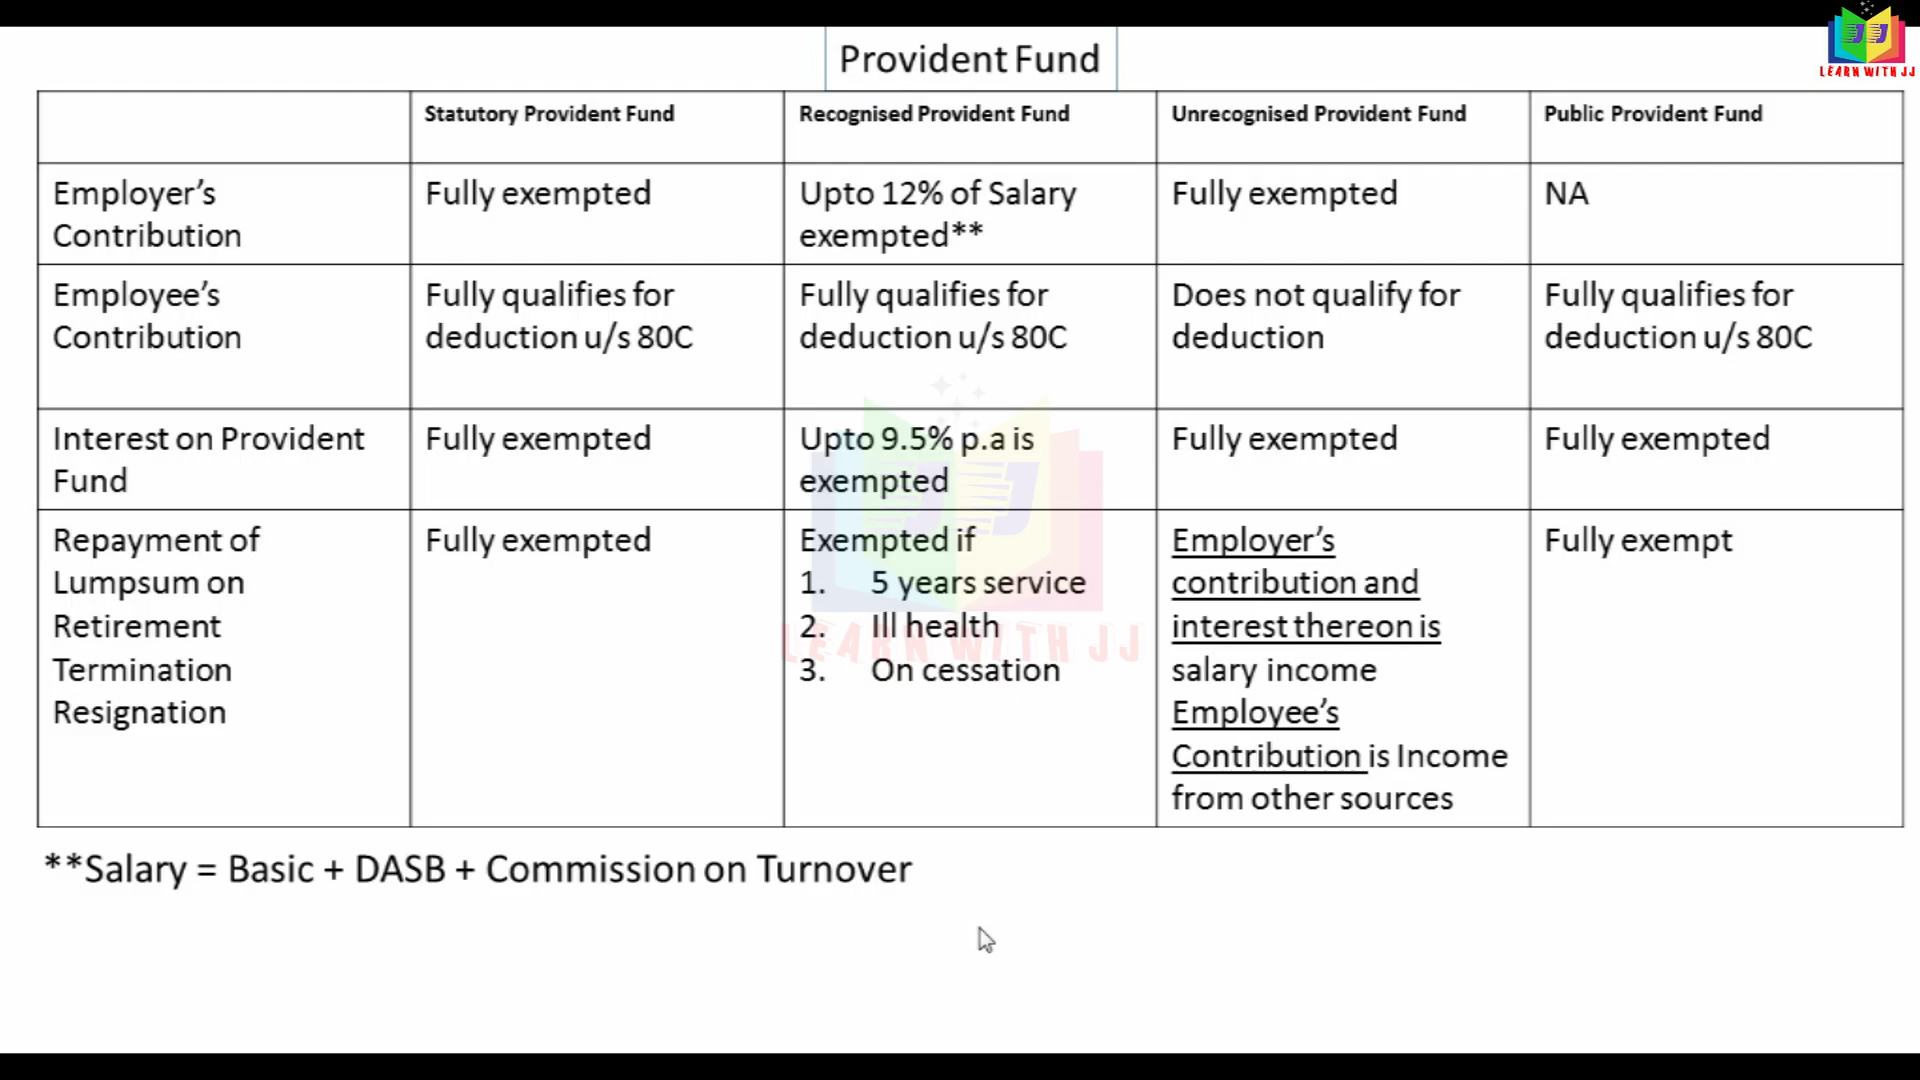 LEARN WITH JJ
Provident Fund
Statutory Provident Fund
Recognised Provident Fund
Unrecognised Provident Fund
Public Provident Fund
Employer’s
Contribution
Fully exempted
Upto 12% of Salary
exempted**
Fully exempted
NA
Employee’s
Contribution
Fully qualifies for
deduction u/s 80C
Fully qualifies for
deduction u/s 80C
Does not qualify for
deduction
Fully qualifies for
deduction u/s 80C
Interest on Provident
Fund
Fully exempted
Upto 9.5% p.a is
exempted
Fully exempted
Fully exempted
Repayment of
Lumpsum on
Retirement
Termination
Resignation
Fully exempted
Exempted if
1. 5 years service
2. Ill health
3. On cessation
Employer’s
contribution and
interest thereon is
salary income
Employee’s
Contribution is Income
from other sources
Fully exempt
LEARN WITH JJ
**Salary = Basic + DASB + Commission on Turnover